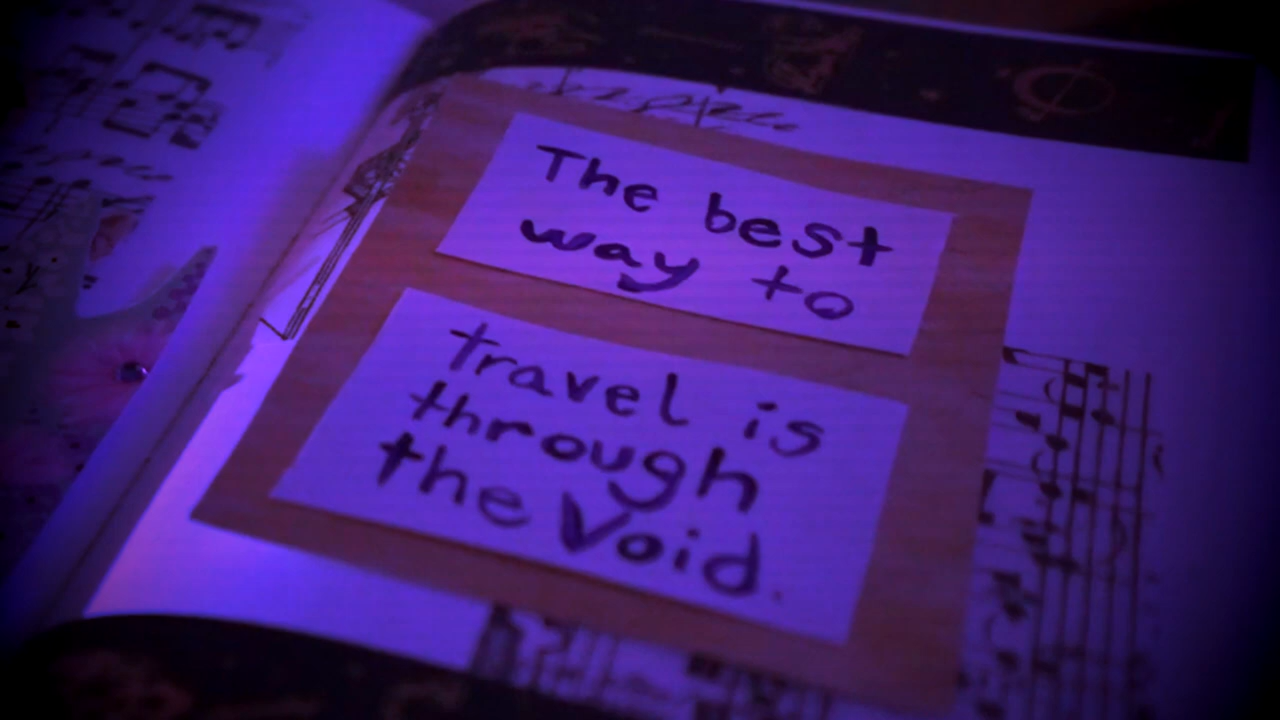 The best
way to
travel is
through
the Void.